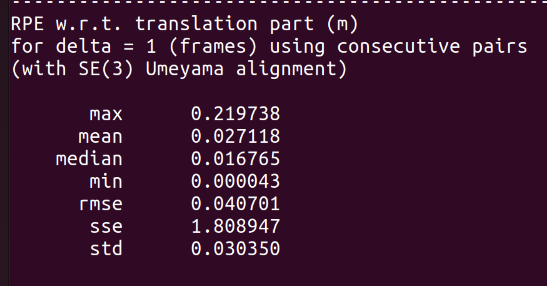 RPE w.r.t. translation part (m)
for delta = 1 (frames) using consecutive pairs
(with SE(3) Umeyama alignment)
max 0.219738
mean 0.027118
median 0.016765
min 0.000043
rmse 0.040701
sse 1.808947
std 0.030350